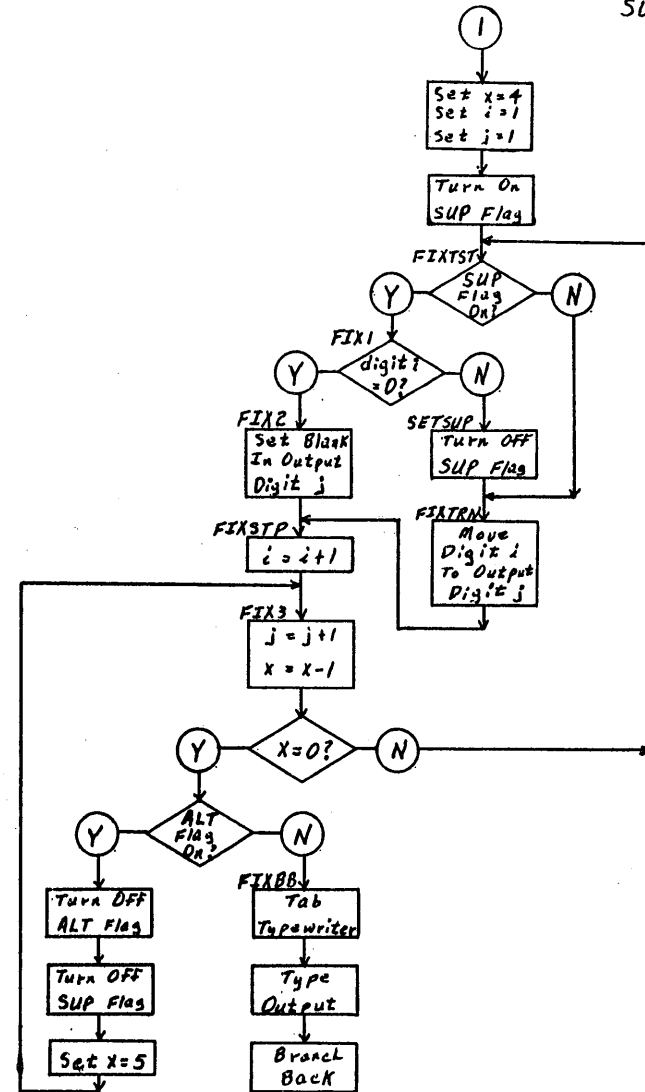 1
Set x=4
Set i=1
Set j=1
Turn On
SUP Flag
FIXTST
SUP
Flag
On?
Y
N
FIX1
digit i
=0?
Y
N
FIX2
Set Blank
In Output
Digit j
SETSUP
Turn Off
SUP Flag
FIXTRN
Move
Digit i
To Output
Digit j
FIXSTP
i = i+1
FIX3
j = j+1
x = x-1
X=0?
Y
N
ALT
Flag
On?
Y
N
Turn Off
ALT Flag
FIXBB
Tab
Typewriter
Turn Off
SUP Flag
Type
Output
Set x=5
Branch
Back